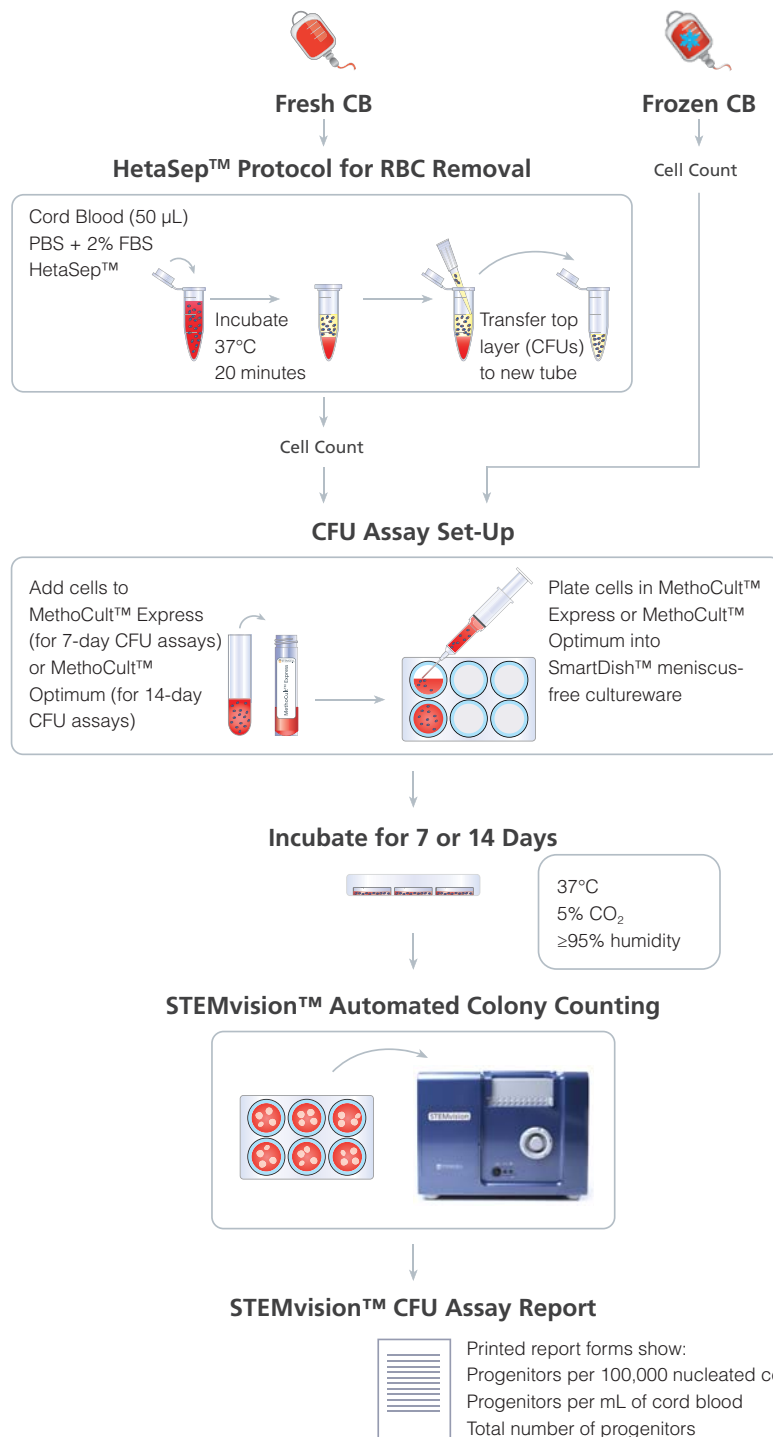 Fresh CB
Frozen CB
HetaSep™ Protocol for RBC Removal
Cell Count
Cord Blood (50 µL)
PBS + 2% FBS
HetaSep™
Incubate
37°C
20 minutes
Transfer top
layer (CFUs)
to new tube
Cell Count
CFU Assay Set-Up
Add cells to
MethoCult™ Express
(for 7-day CFU assays)
or MethoCult™
Optimum (for 14-day
CFU assays)
MethoCult™ Express
Plate cells in MethoCult™
Express or MethoCult™
Optimum into
SmartDish™ meniscus-
free cultureware
Incubate for 7 or 14 Days
37°C
5% CO₂
≥95% humidity
STEMvision™ Automated Colony Counting
STEMvision
STEMvision™ CFU Assay Report
Printed report forms show:
Progenitors per 100,000 nucleated
Progenitors per mL of cord blood
Total number of progenitors